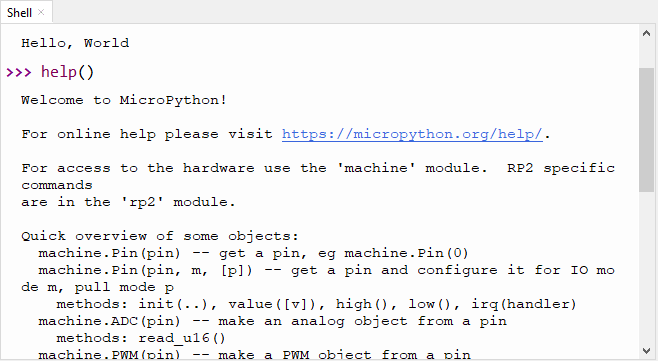 Shell ×
Hello, World
>>> help()
Welcome to MicroPython!
For online help please visit https://micropython.org/help/.
For access to the hardware use the 'machine' module.  RP2 specific
commands
are in the 'rp2' module.
Quick overview of some objects:
machine.Pin(pin) -- get a pin, eg machine.Pin(0)
machine.Pin(pin, m, [p]) -- get a pin and configure it for IO mo
de m, pull mode p
methods: init(..), value([v]), high(), low(), irq(handler)
machine.ADC(pin) -- make an analog object from a pin
methods: read_u16()
machine.PWM(pin) -- make a PWM object from a pin